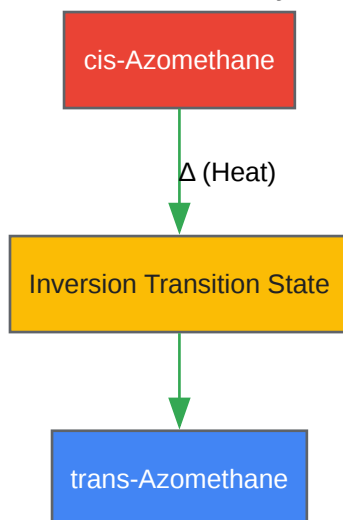 cis-Azomethane
Δ (Heat)
Inversion Transition State
trans-Azomethane